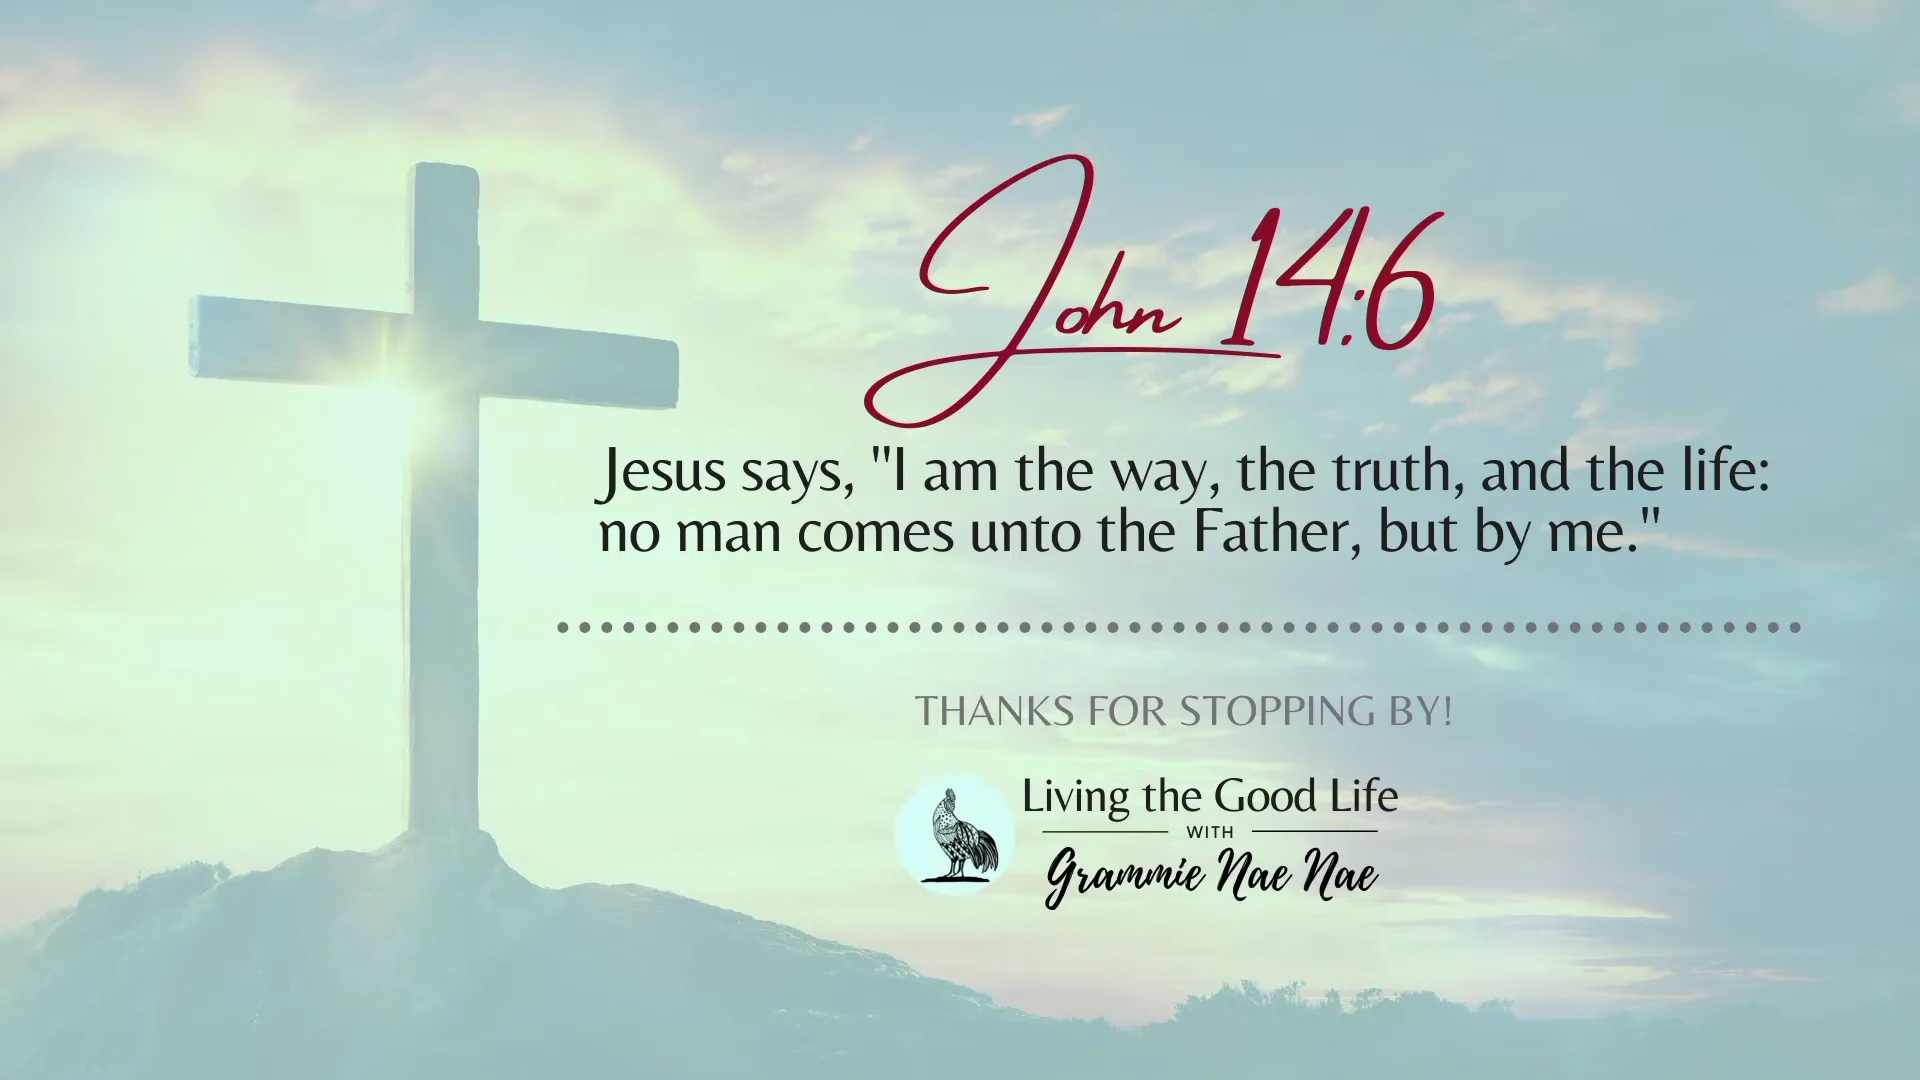 John 14:6
Jesus says, "I am the way, the truth, and the life:
no man comes unto the Father, but by me."
THANKS FOR STOPPING BY!
Living the Good Life
WITH
Grammie Nae Nae